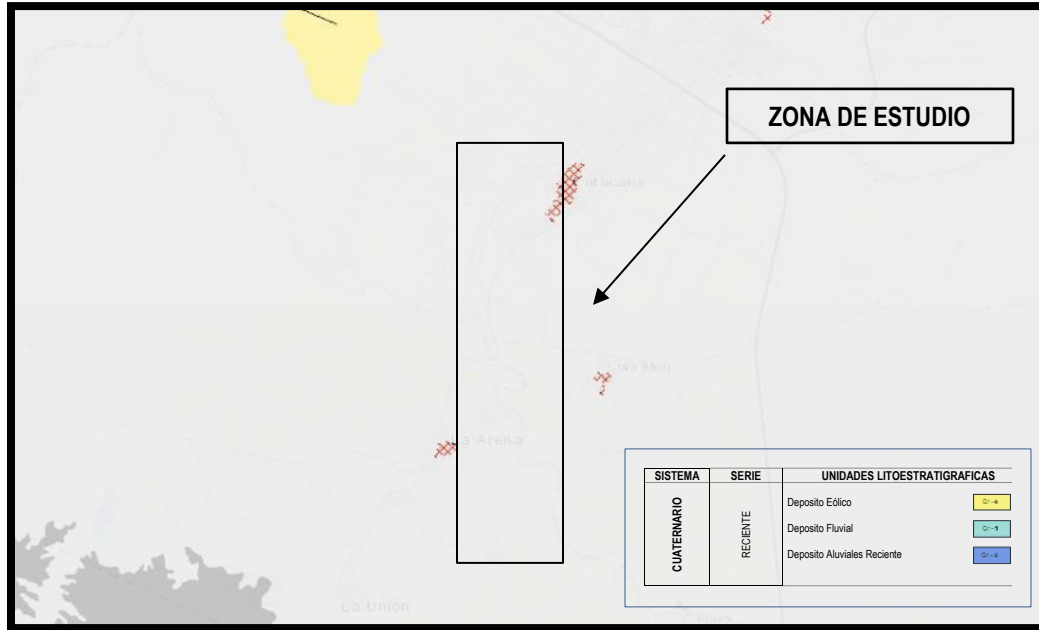 ZONA DE ESTUDIO
La Arena
SISTEMA SERIE UNIDADES LITOESTRATIGRAFICAS
CUATERNARIO
RECIENTE
Deposito Eólico
Deposito Fluvial
Deposito Aluviales Reciente
La Unión